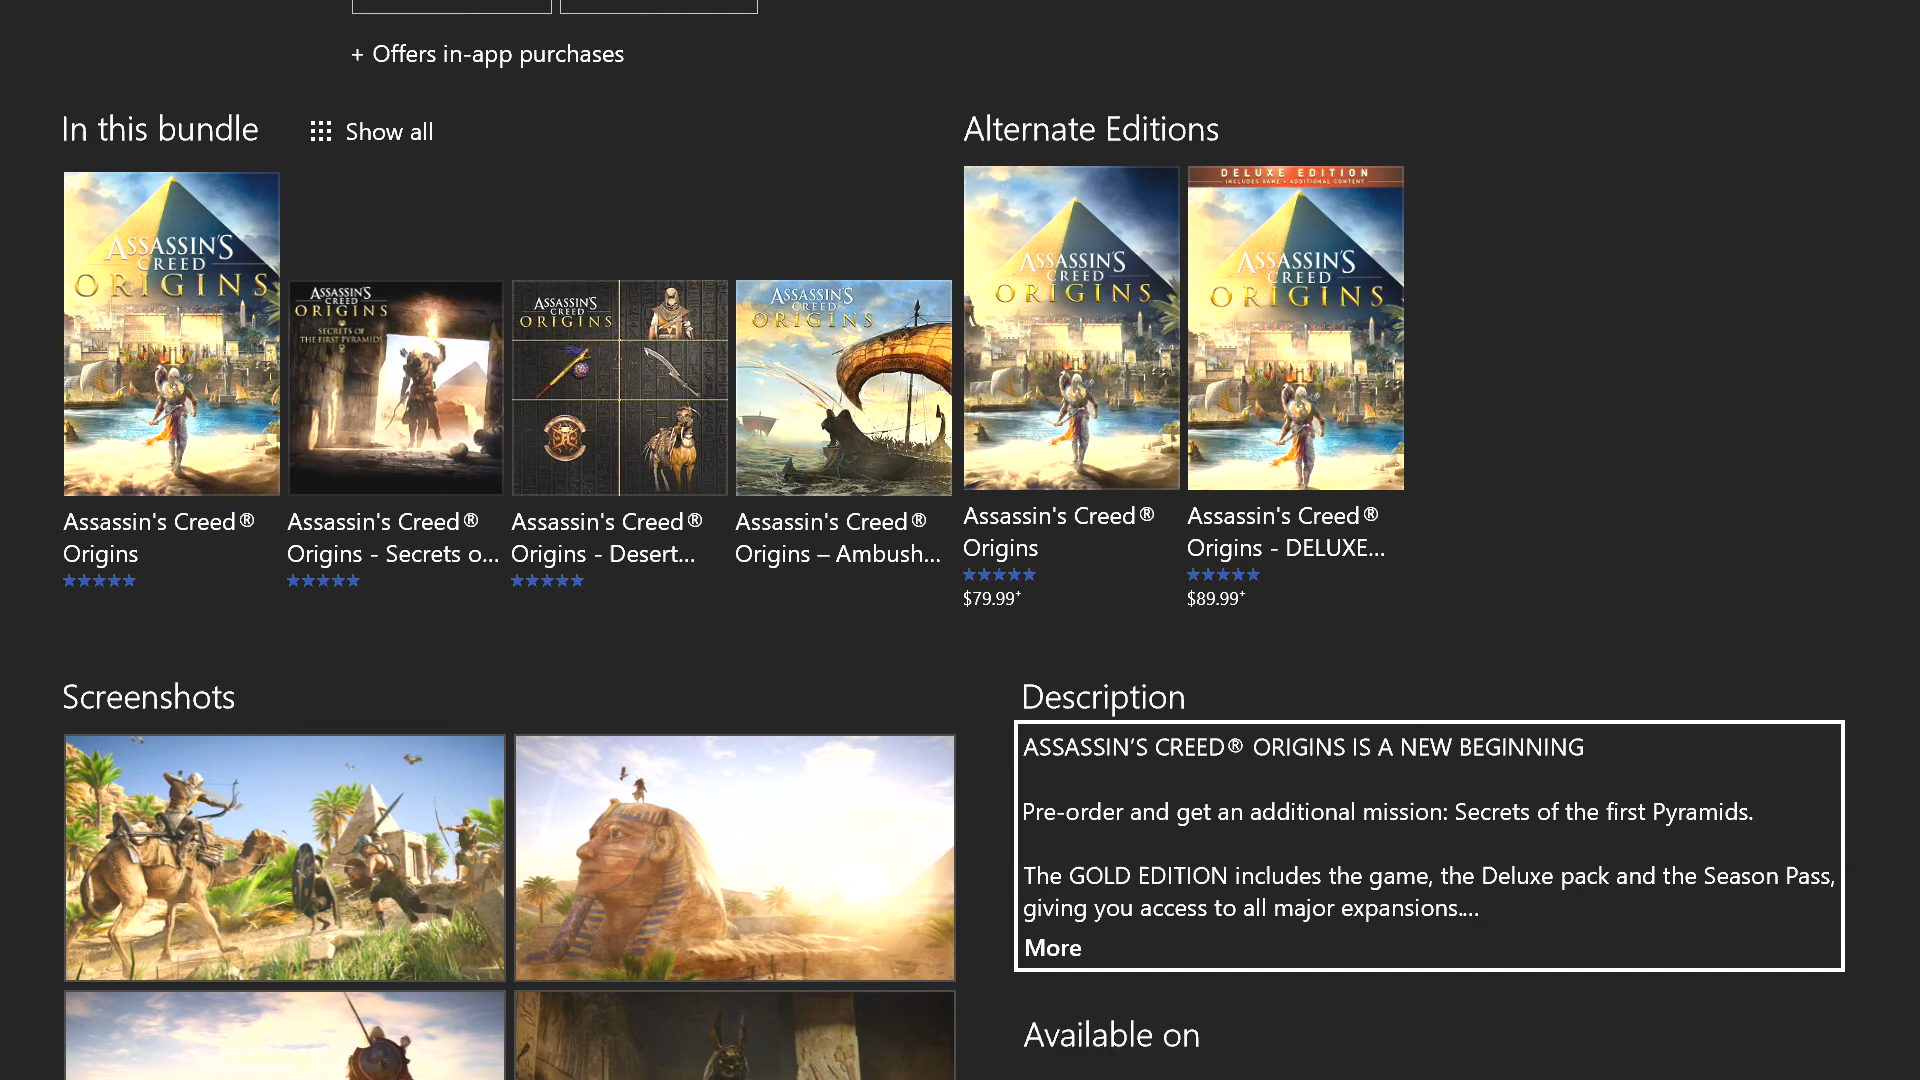 + Offers in-app purchases
In this bundle
Show all
Alternate Editions
ASSASSIN'S
CREED
ORIGINS
ASSASSIN'S
CREED
ORIGINS
SECRETS OF
THE FIRST PYRAMIDS
ASSASSIN'S
CREED
ORIGINS
ASSASSIN'S
CREED
ORIGINS
ASSASSIN'S
CREED
ORIGINS
DELUXE EDITION
INCLUDES GAME + ADDITIONAL CONTENT
ASSASSIN'S
CREED
ORIGINS
Assassin's Creed®
Origins
Assassin's Creed®
Origins - Secrets o...
Assassin's Creed®
Origins - Desert...
Assassin's Creed®
Origins – Ambush...
Assassin's Creed®
Origins
$79.99+
Assassin's Creed®
Origins - DELUXE...
$89.99+
Screenshots
Description
ASSASSIN’S CREED® ORIGINS IS A NEW BEGINNING
Pre-order and get an additional mission: Secrets of the first Pyramids.
The GOLD EDITION includes the game, the Deluxe pack and the Season Pass,
giving you access to all major expansions....
More
Available on